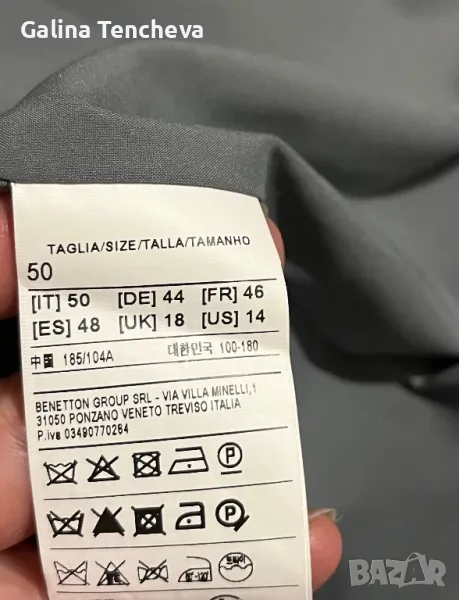 Galina Tencheva
TAGLIA/SIZE/TALLA/TAMANHO
50
[IT] 50 [DE] 44 [FR] 46
[ES] 48 [UK] 18 [US] 14
中国 185/104A 대한민국 100-180
BENETTON GROUP SRL - VIA VILLA MINELLI,1
31050 PONZANO VENETO TREVISO ITALIA
P.iva 03490770264
P
P
BAZAR